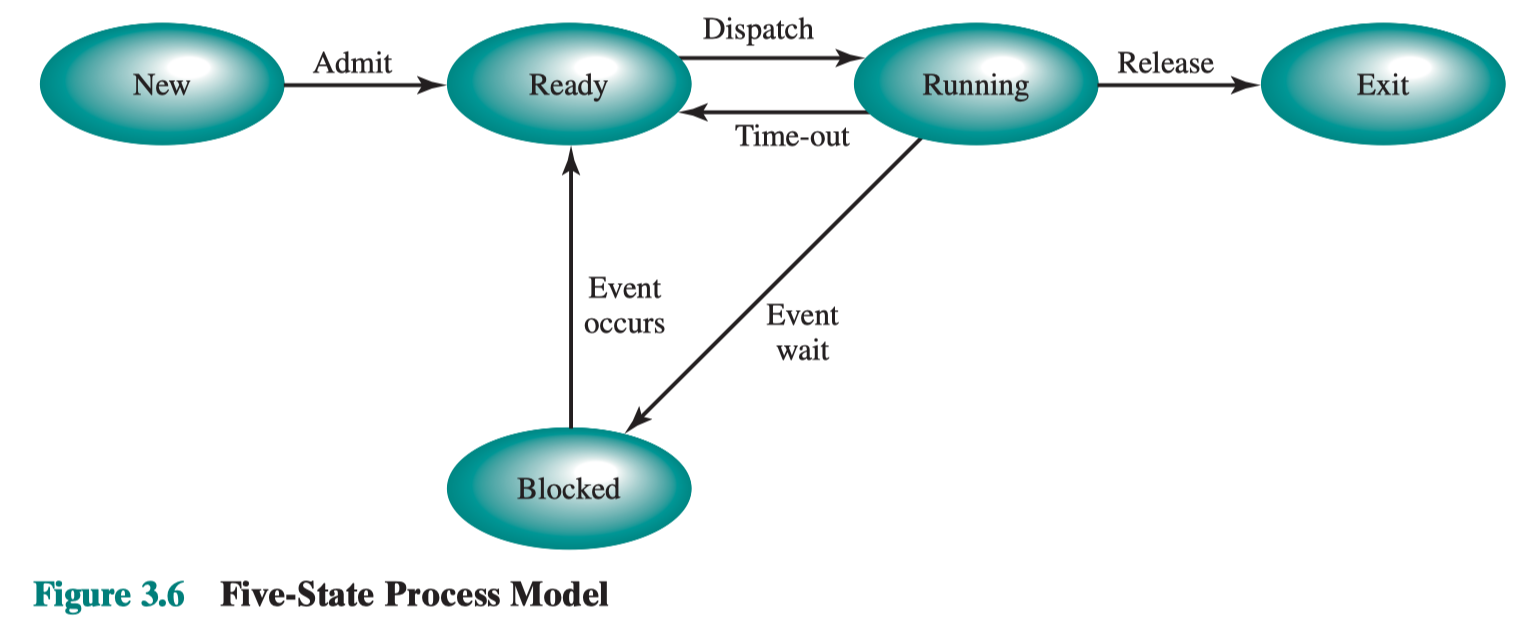 Dispatch
New
Admit
Ready
Running
Release
Exit
Time-out
Event
occurs
Event
wait
Blocked
Figure 3.6 Five-State Process Model